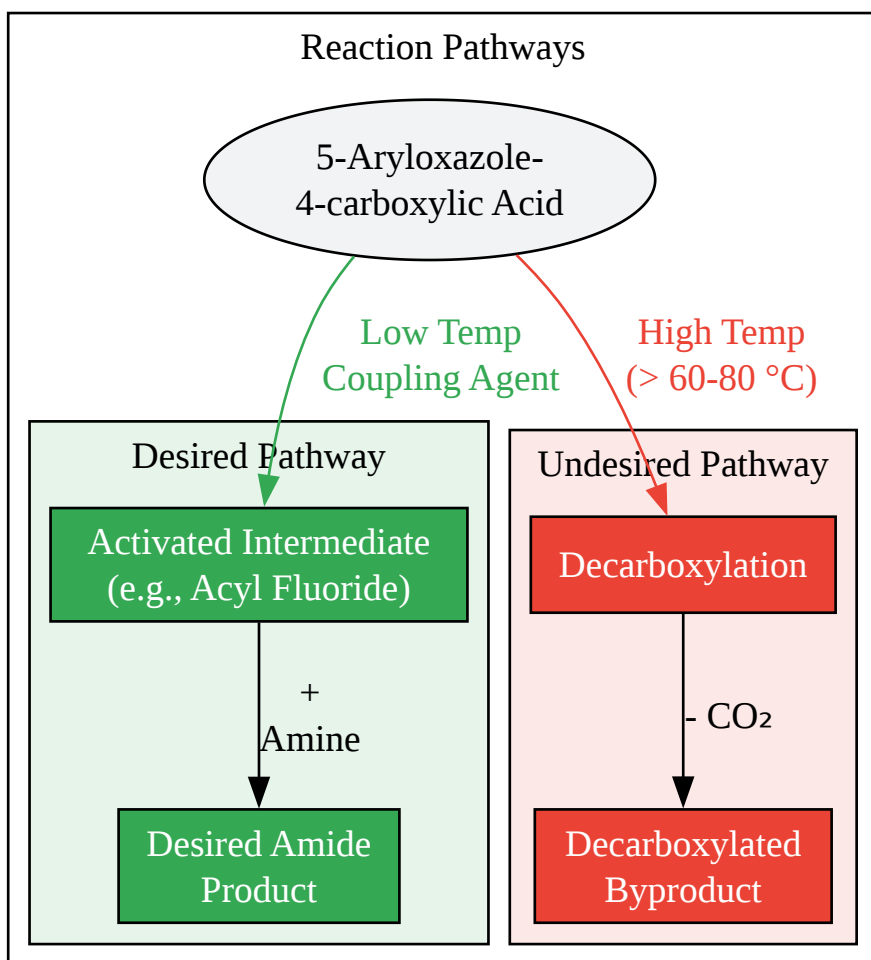 Reaction Pathways
5-Aryloxazole-
4-carboxylic Acid
Low Temp
Coupling Agent
High Temp
(> 60-80 °C)
Desired Pathway
Activated Intermediate
(e.g., Acyl Fluoride)
+
Amine
Desired Amide
Product
Undesired Pathway
Decarboxylation
- CO₂
Decarboxylated
Byproduct